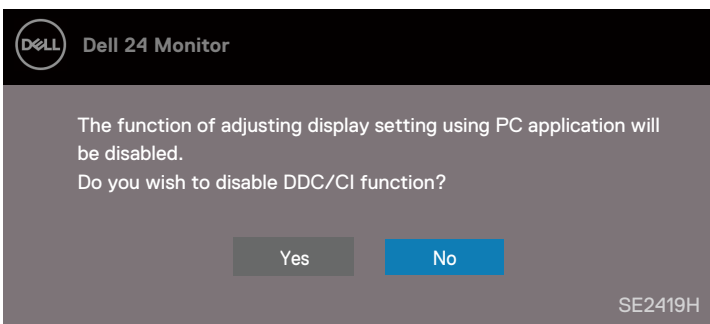 DELL
Dell 24 Monitor
The function of adjusting display setting using PC application will
be disabled.
Do you wish to disable DDC/CI function?
Yes
No
SE2419H